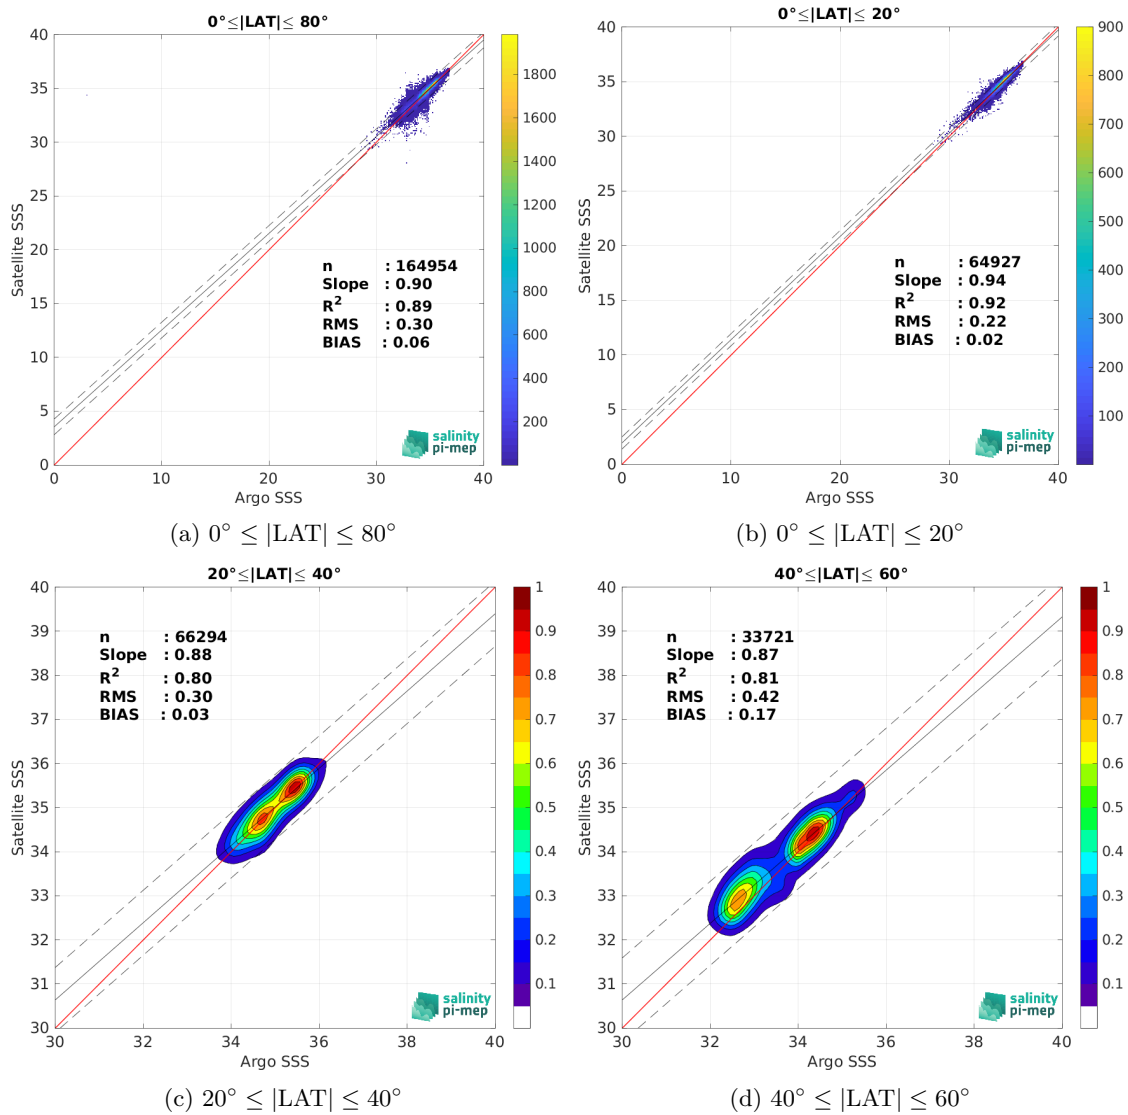 0°≤|LAT|≤ 80°
40
35
30
25
20
15
10
5
0
0
10
20
30
40
Satellite SSS
Argo SSS
n : 164954
Slope : 0.90
R² : 0.89
RMS : 0.30
BIAS : 0.06
salinity
pi-mep
1800
1600
1400
1200
1000
800
600
400
200
(a) 0° ≤ |LAT| ≤ 80°
0°≤|LAT|≤ 20°
40
35
30
25
20
15
10
5
0
0
10
20
30
40
Satellite SSS
Argo SSS
n : 64927
Slope : 0.94
R² : 0.92
RMS : 0.22
BIAS : 0.02
salinity
pi-mep
900
800
700
600
500
400
300
200
100
(b) 0° ≤ |LAT| ≤ 20°
20°≤|LAT|≤ 40°
40
39
38
37
36
35
34
33
32
31
30
30
32
34
36
38
40
Satellite SSS
Argo SSS
n : 66294
Slope : 0.88
R² : 0.80
RMS : 0.30
BIAS : 0.03
salinity
pi-mep
1
0.9
0.8
0.7
0.6
0.5
0.4
0.3
0.2
0.1
(c) 20° ≤ |LAT| ≤ 40°
40°≤|LAT|≤ 60°
40
39
38
37
36
35
34
33
32
31
30
30
32
34
36
38
40
Satellite SSS
Argo SSS
n : 33721
Slope : 0.87
R² : 0.81
RMS : 0.42
BIAS : 0.17
salinity
pi-mep
1
0.9
0.8
0.7
0.6
0.5
0.4
0.3
0.2
0.1
(d) 40° ≤ |LAT| ≤ 60°